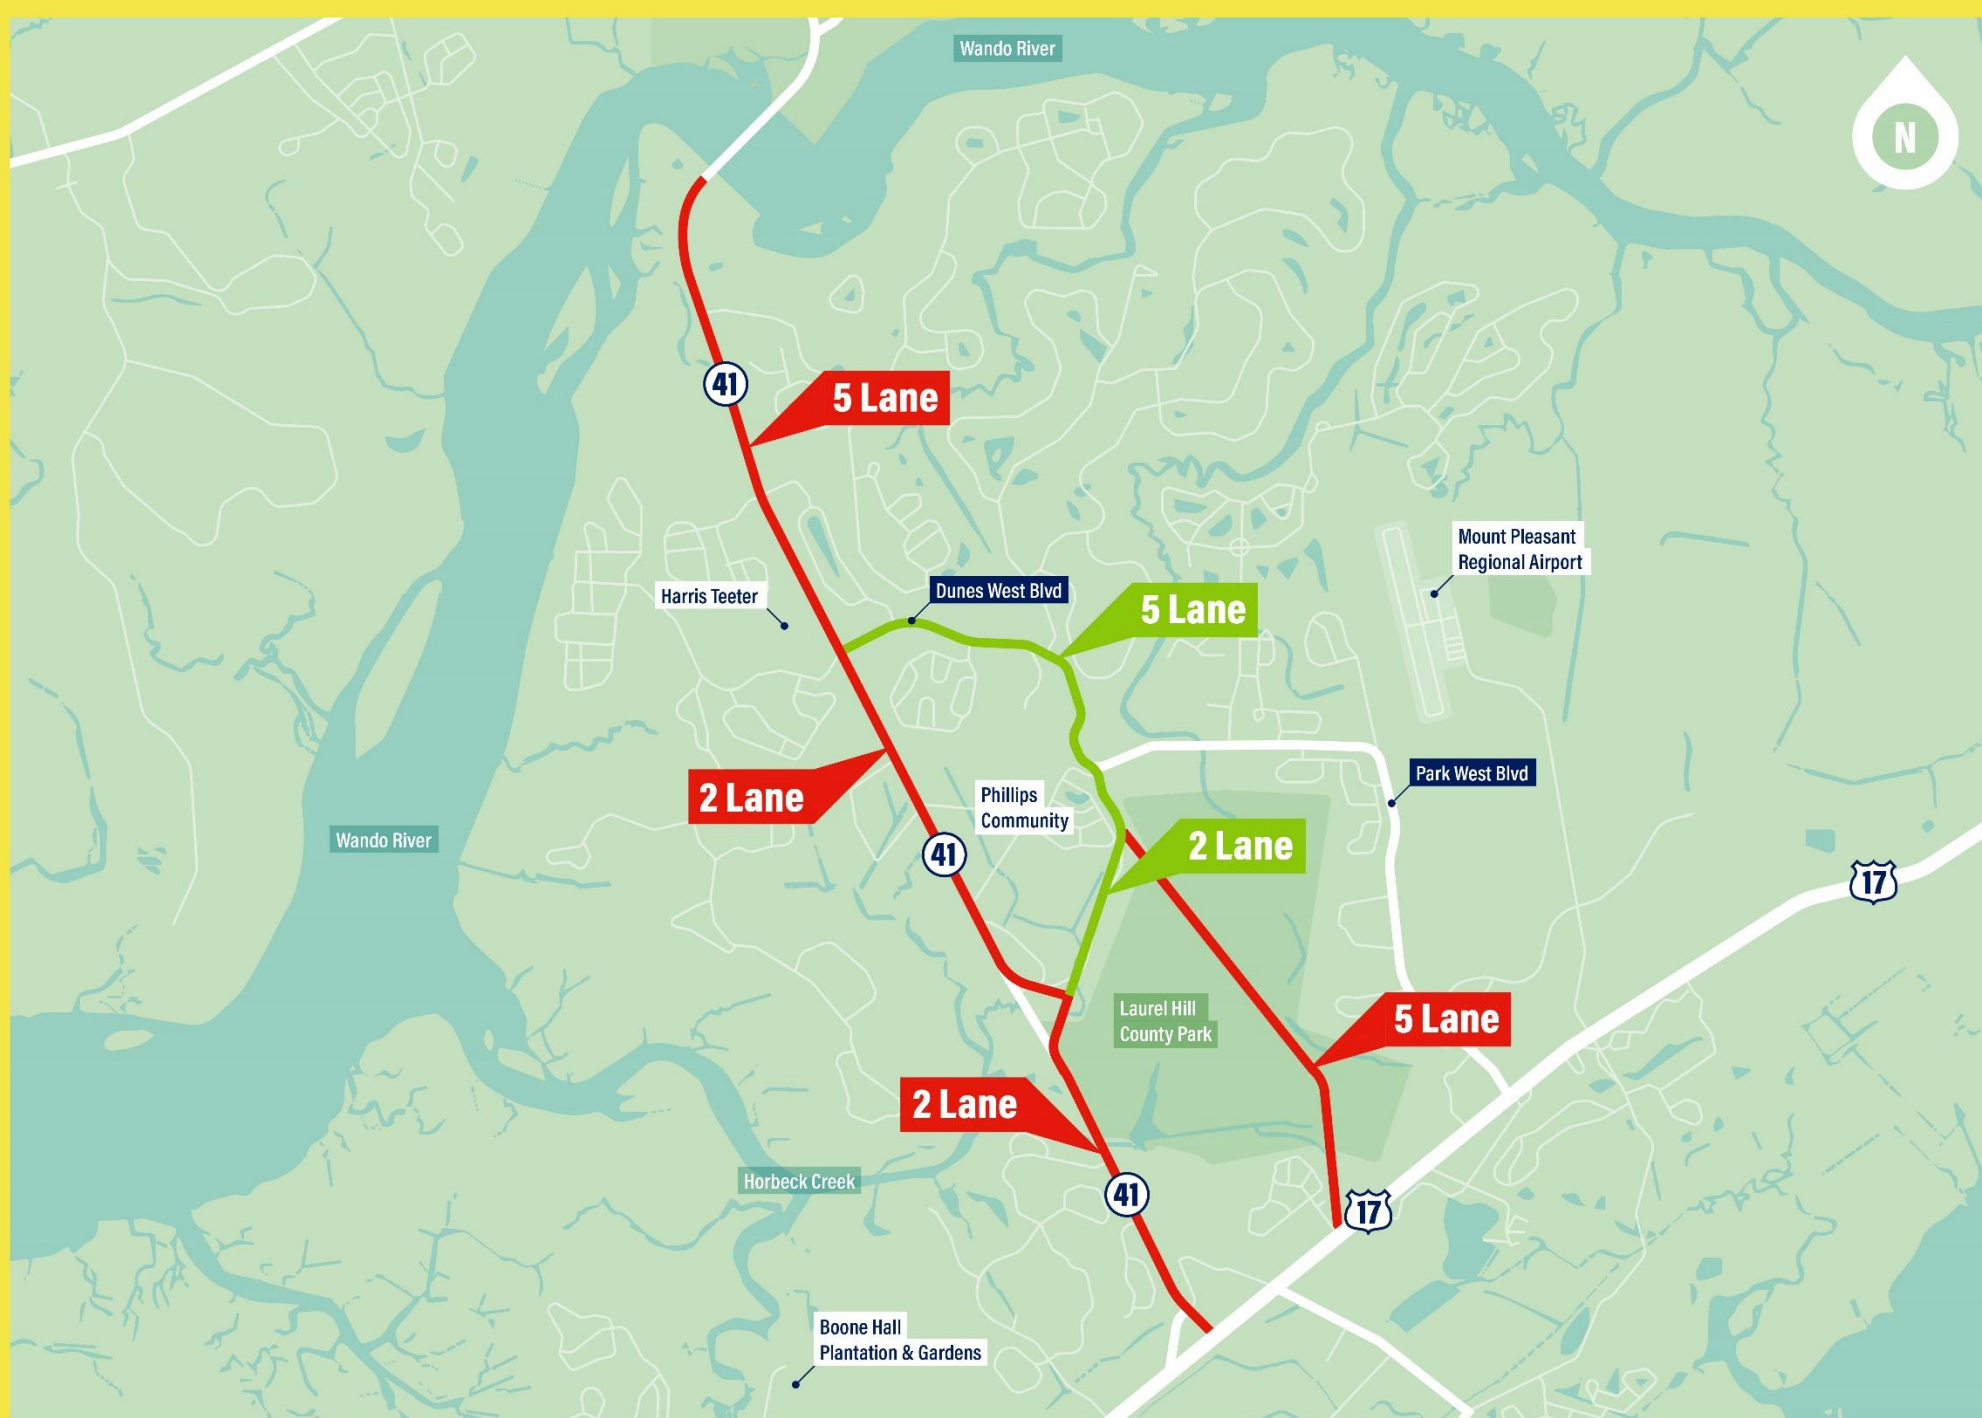 Wando River
N
41
5 Lane
Mount Pleasant
Regional Airport
Harris Teeter
Dunes West Blvd
5 Lane
2 Lane
Phillips
Community
Park West Blvd
Wando River
41
2 Lane
17
Laurel Hill
County Park
5 Lane
2 Lane
Horbeck Creek
41
17
Boone Hall
Plantation & Gardens